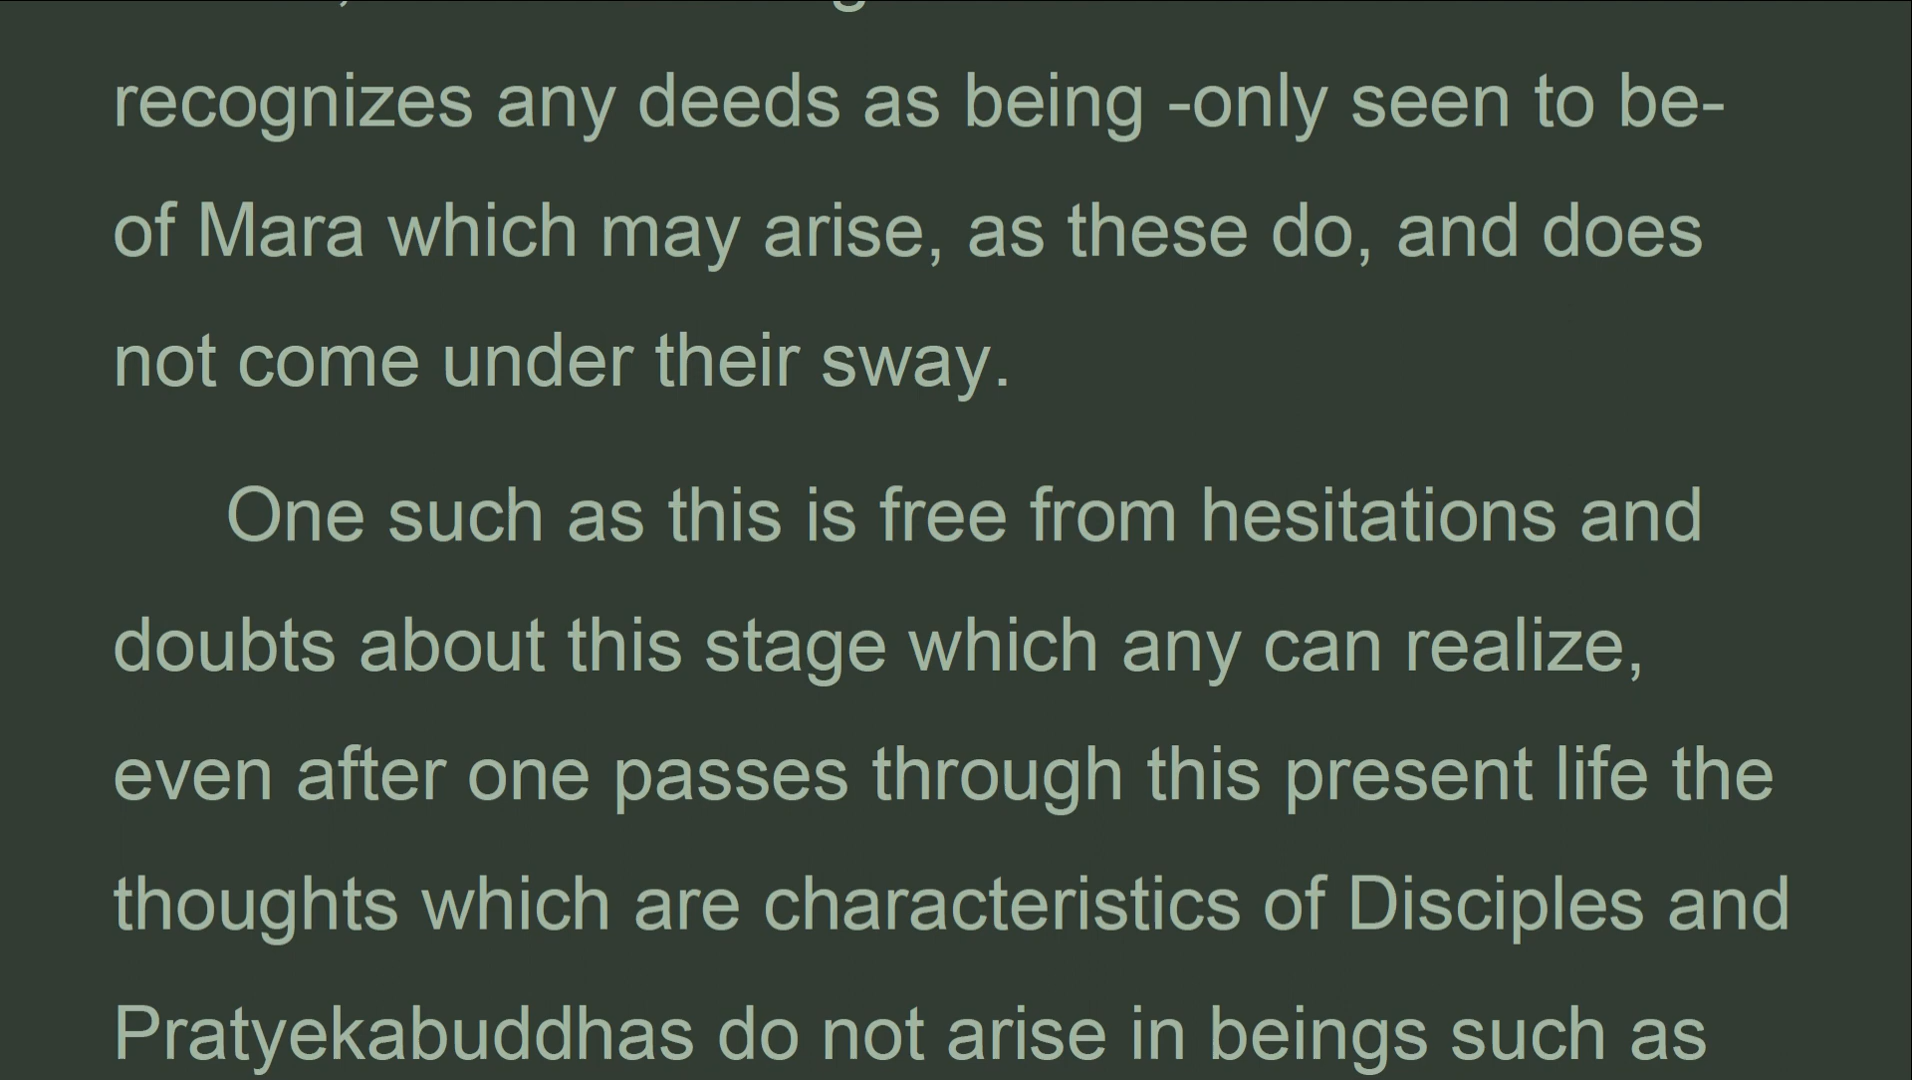 recognizes any deeds as being -only seen to be-
of Mara which may arise, as these do, and does
not come under their sway.
One such as this is free from hesitations and
doubts about this stage which any can realize,
even after one passes through this present life the
thoughts which are characteristics of Disciples and
Pratyekabuddhas do not arise in beings such as